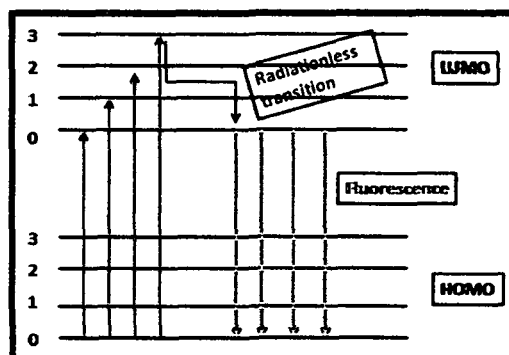 3
2
1
0
Radiationless
transition
LUMO
Fluorescence
3
2
1
0
HOMO